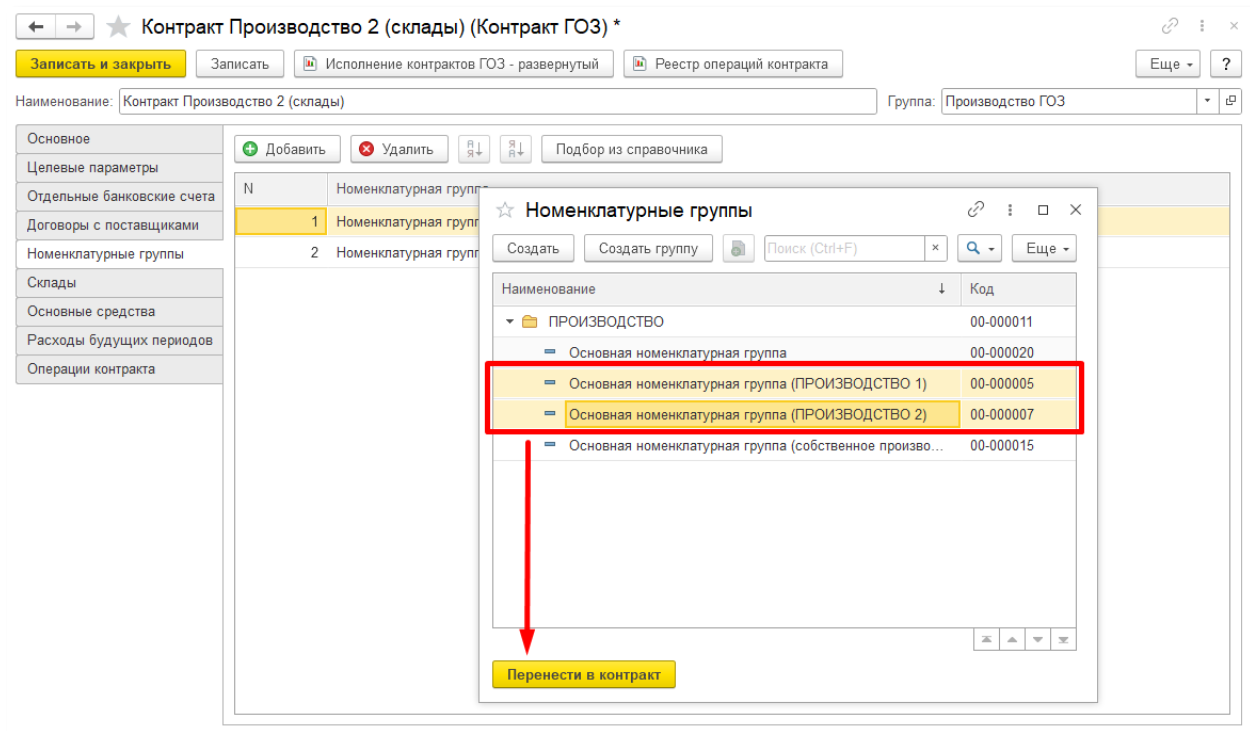 Контракт Производство 2 (склады) (Контракт ГОЗ) *
Записать и закрыть Записать Исполнение контрактов ГОЗ - развернутый Реестр операций контракта Еще ?
Наименование: Контракт Производство 2 (склады) Группа: Производство ГОЗ
Основное
Целевые параметры
Отдельные банковские счета
Договоры с поставщиками
Номенклатурные группы
Склады
Основные средства
Расходы будущих периодов
Операции контракта
Добавить Удалить Подбор из справочника
N Номенклатурная группа
1 Номенклатурная груп
2 Номенклатурная груп
Номенклатурные группы
Создать Создать группу Поиск (Ctrl+F) × Еще
Наименование ↓ Код
ПРОИЗВОДСТВО 00-000011
Основная номенклатурная группа 00-000020
Основная номенклатурная группа (ПРОИЗВОДСТВО 1) 00-000005
Основная номенклатурная группа (ПРОИЗВОДСТВО 2) 00-000007
Основная номенклатурная группа (собственное произво... 00-000015
Перенести в контракт